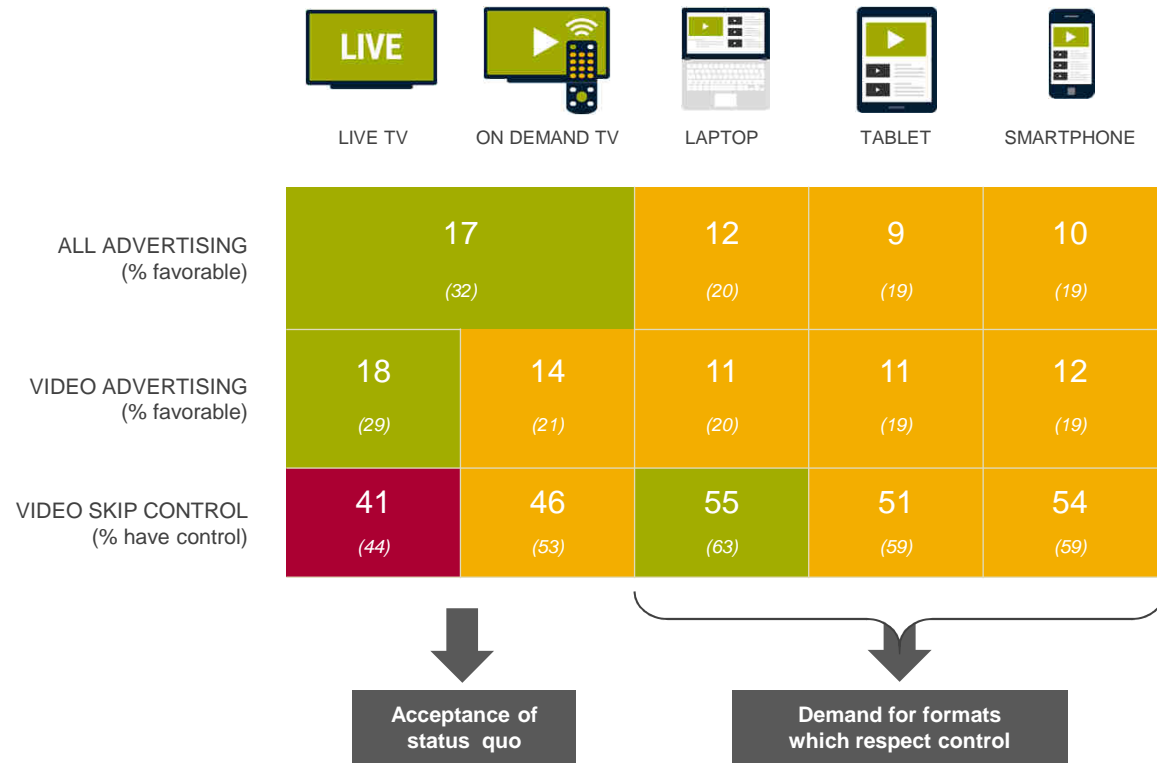 LIVE
LIVE TV
ON DEMAND TV
LAPTOP
TABLET
SMARTPHONE
ALL ADVERTISING
(% favorable)
17
(32)
12
(20)
9
(19)
10
(19)
VIDEO ADVERTISING
(% favorable)
18
(29)
14
(21)
11
(20)
11
(19)
12
(19)
VIDEO SKIP CONTROL
(% have control)
41
(44)
46
(53)
55
(63)
51
(59)
54
(59)
Acceptance of
status quo
Demand for formats
which respect control